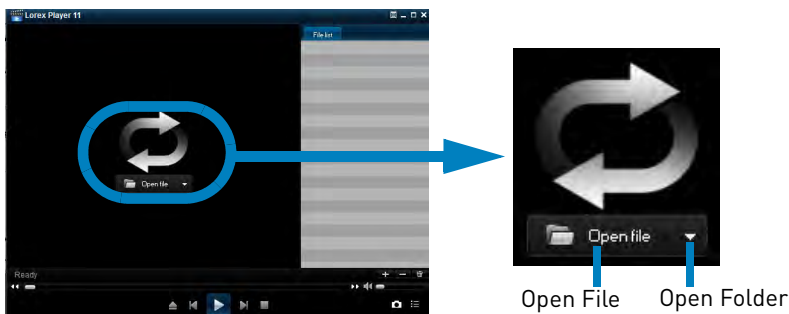 Lorex Player 11
File list
Open file
Ready
Open file
Open File
Open Folder